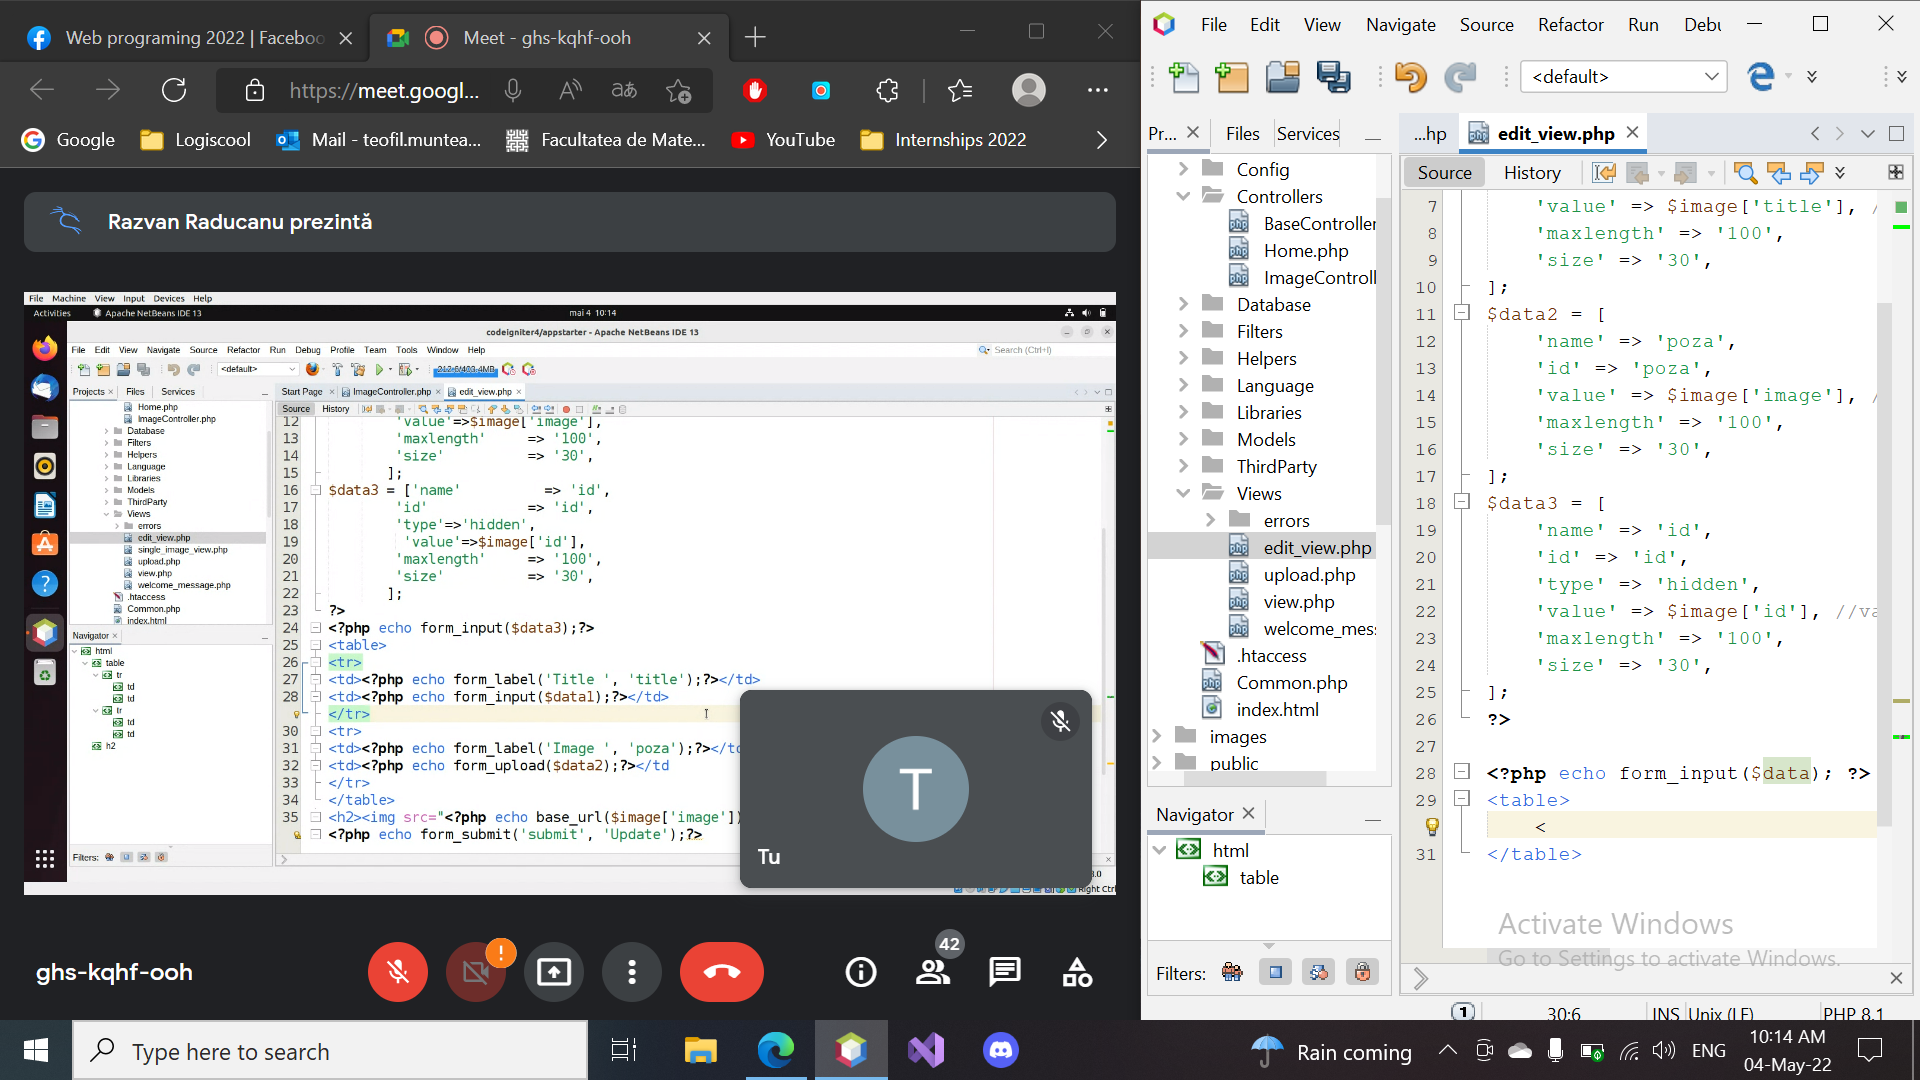 Web programing 2022 | Faceboo
Meet - ghs-kqhf-ooh
https://meet.googl...
Google
Logiscool
Mail - teofil.muntea...
Facultatea de Mate...
YouTube
Internships 2022
Razvan Raducanu prezintă
File Machine View Input Devices Help
Activities
Apache NetBeans IDE 13
mai 4 10:14
codeigniter4/appstarter - Apache NetBeans IDE 13
File Edit View Navigate Source Refactor Run Debug Profile Team Tools Window Help
Search (Ctrl+I)
<default>
Projects Files Services
Start Page ImageController.php edit_view.php
Source History
Home.php
ImageController.php
Database
Filters
Helpers
Language
Libraries
Models
ThirdParty
Views
errors
edit_view.php
single_image_view.php
upload.php
view.php
welcome_message.php
.htaccess
Common.php
index.html
Navigator
html
table
tr
td
td
tr
td
td
h2
Filters:
12 'value'=>$image['image'],
13 'maxlength' => '100',
14 'size' => '30',
15 ];
16 $data3 = ['name' => 'id',
17 'id' => 'id',
18 'type'=>'hidden',
19 'value'=>$image['id'],
20 'maxlength' => '100',
21 'size' => '30',
22 ];
23 ?>
24 <?php echo form_input($data3);?>
25 <table>
26 <tr>
27 <td><?php echo form_label('Title ', 'title');?></td>
28 <td><?php echo form_input($data1);?></td>
</tr>
30 <tr>
31 <td><?php echo form_label('Image ', 'poza');?></td
32 <td><?php echo form_upload($data2);?></td
33 </tr>
34 </table>
35 <h2><img src="<?php echo base_url($image['image'])
<?php echo form_submit('submit', 'Update');?>
Right Ctrl
T
Tu
ghs-kqhf-ooh
42
File Edit View Navigate Source Refactor Run Debu
<default>
Pr... Files Services
...hp edit_view.php
Source History
Config
Controllers
BaseController
Home.php
ImageControll
Database
Filters
Helpers
Language
Libraries
Models
ThirdParty
Views
errors
edit_view.php
upload.php
view.php
welcome_mes
.htaccess
Common.php
index.html
images
public
Navigator
html
table
Filters:
7 'value' => $image['title'], /
8 'maxlength' => '100',
9 'size' => '30',
10 ];
11 $data2 = [
12 'name' => 'poza',
13 'id' => 'poza',
14 'value' => $image['image'], /
15 'maxlength' => '100',
16 'size' => '30',
17 ];
18 $data3 = [
19 'name' => 'id',
20 'id' => 'id',
21 'type' => 'hidden',
22 'value' => $image['id'], //va
23 'maxlength' => '100',
24 'size' => '30',
25 ];
26 ?>
27
28 <?php echo form_input($data); ?>
29 <table>
<
31 </table>
Activate Windows
Go to Settings to activate Windows.
1
30:6
INS
Unix (LF)
PHP 8.1
Type here to search
Rain coming
ENG
10:14 AM
04-May-22